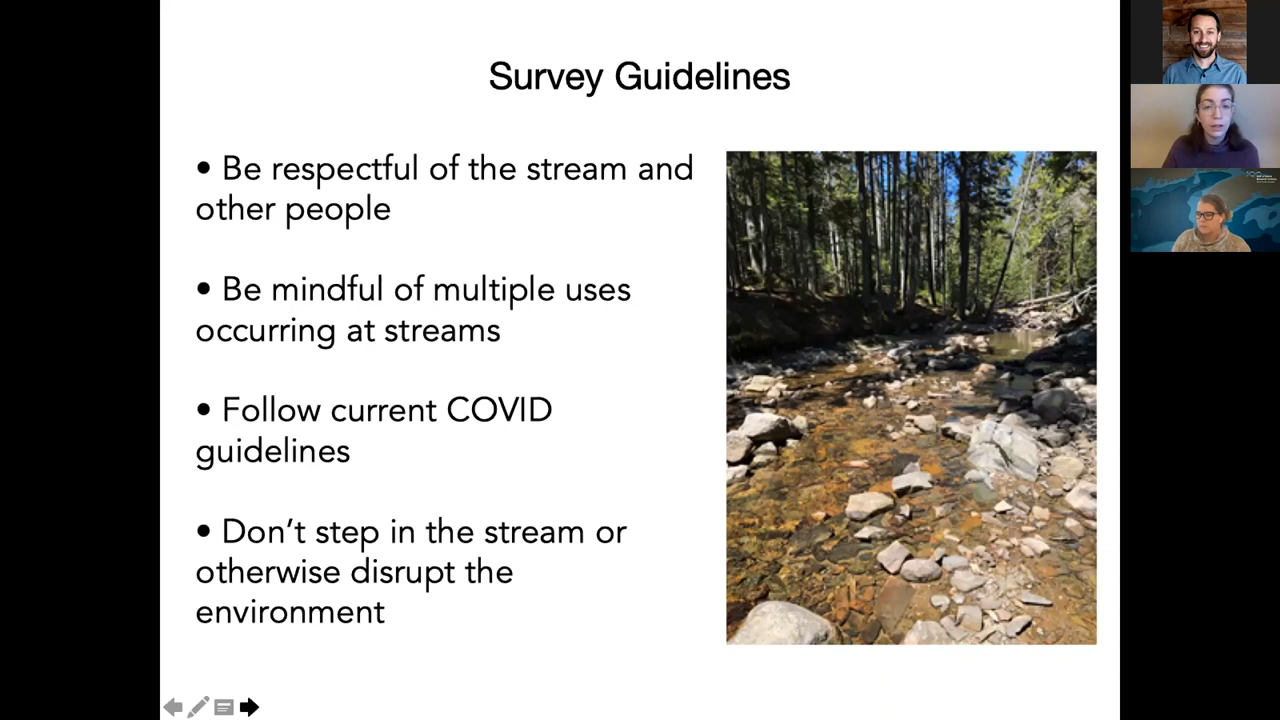 Survey Guidelines
• Be respectful of the stream and
other people
• Be mindful of multiple uses
occurring at streams
• Follow current COVID
guidelines
• Don’t step in the stream or
otherwise disrupt the
environment